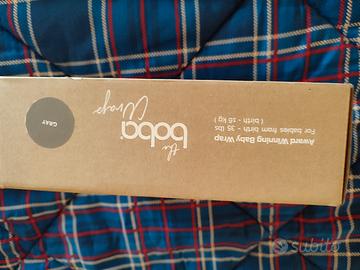 the
boba
Wrap
Award Winning Baby Wrap
For babies from birth - 35 lbs
( birth - 16 kg )
GRAY
subito